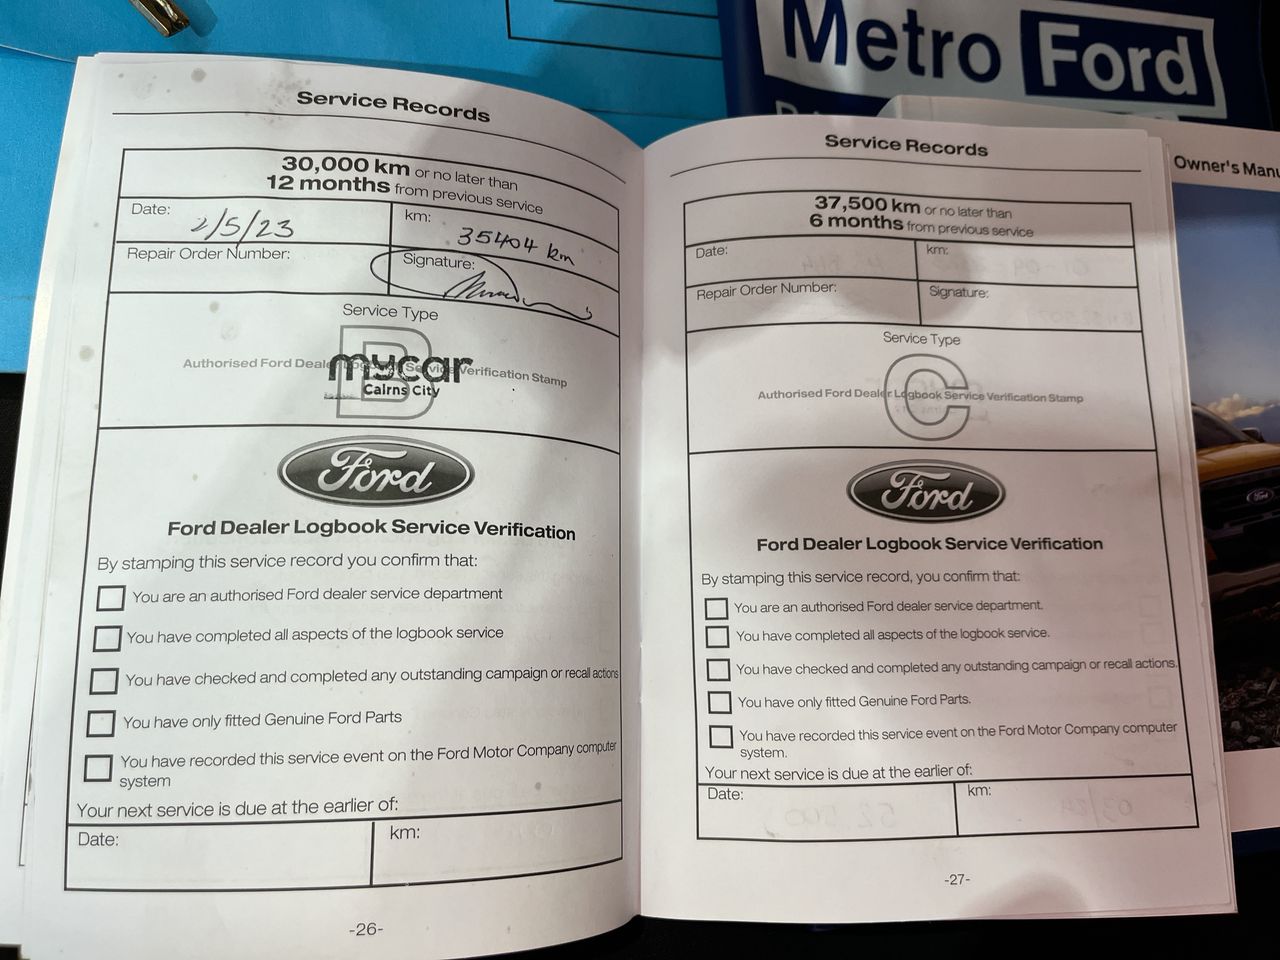 Metro Ford
Owner's Manu
Service Records
30,000 km or no later than
12 months from previous service
Date: 2/5/23
km: 35404 km
Repair Order Number:
Signature:
Service Type
B
Authorised Ford Dealer Logbook Service Verification Stamp
mycar
Cairns City
Ford
Ford Dealer Logbook Service Verification
By stamping this service record you confirm that:
You are an authorised Ford dealer service department
You have completed all aspects of the logbook service
You have checked and completed any outstanding campaign or recall actions
You have only fitted Genuine Ford Parts
You have recorded this service event on the Ford Motor Company computer
system
Your next service is due at the earlier of:
Date:
km:
-26-
Service Records
37,500 km or no later than
6 months from previous service
Date:
km:
Repair Order Number:
Signature:
Service Type
C
Authorised Ford Dealer Logbook Service Verification Stamp
Ford
Ford Dealer Logbook Service Verification
By stamping this service record, you confirm that:
You are an authorised Ford dealer service department.
You have completed all aspects of the logbook service.
You have checked and completed any outstanding campaign or recall actions.
You have only fitted Genuine Ford Parts.
You have recorded this service event on the Ford Motor Company computer
system.
Your next service is due at the earlier of:
Date:
km:
-27-